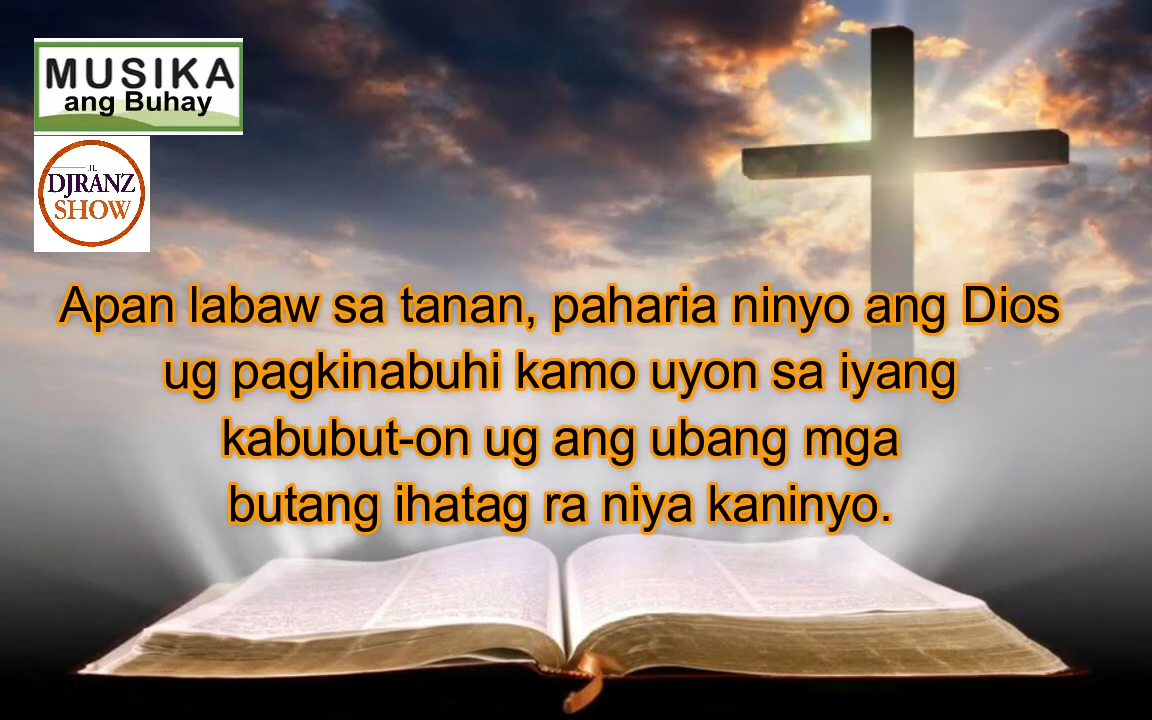 MUSIKA
ang Buhay
IL
DJRANZ
SHOW
Apan labaw sa tanan, paharia ninyo ang Dios
ug pagkinabuhi kamo uyon sa iyang
kabubut-on ug ang ubang mga
butang ihatag ra niya kaninyo.